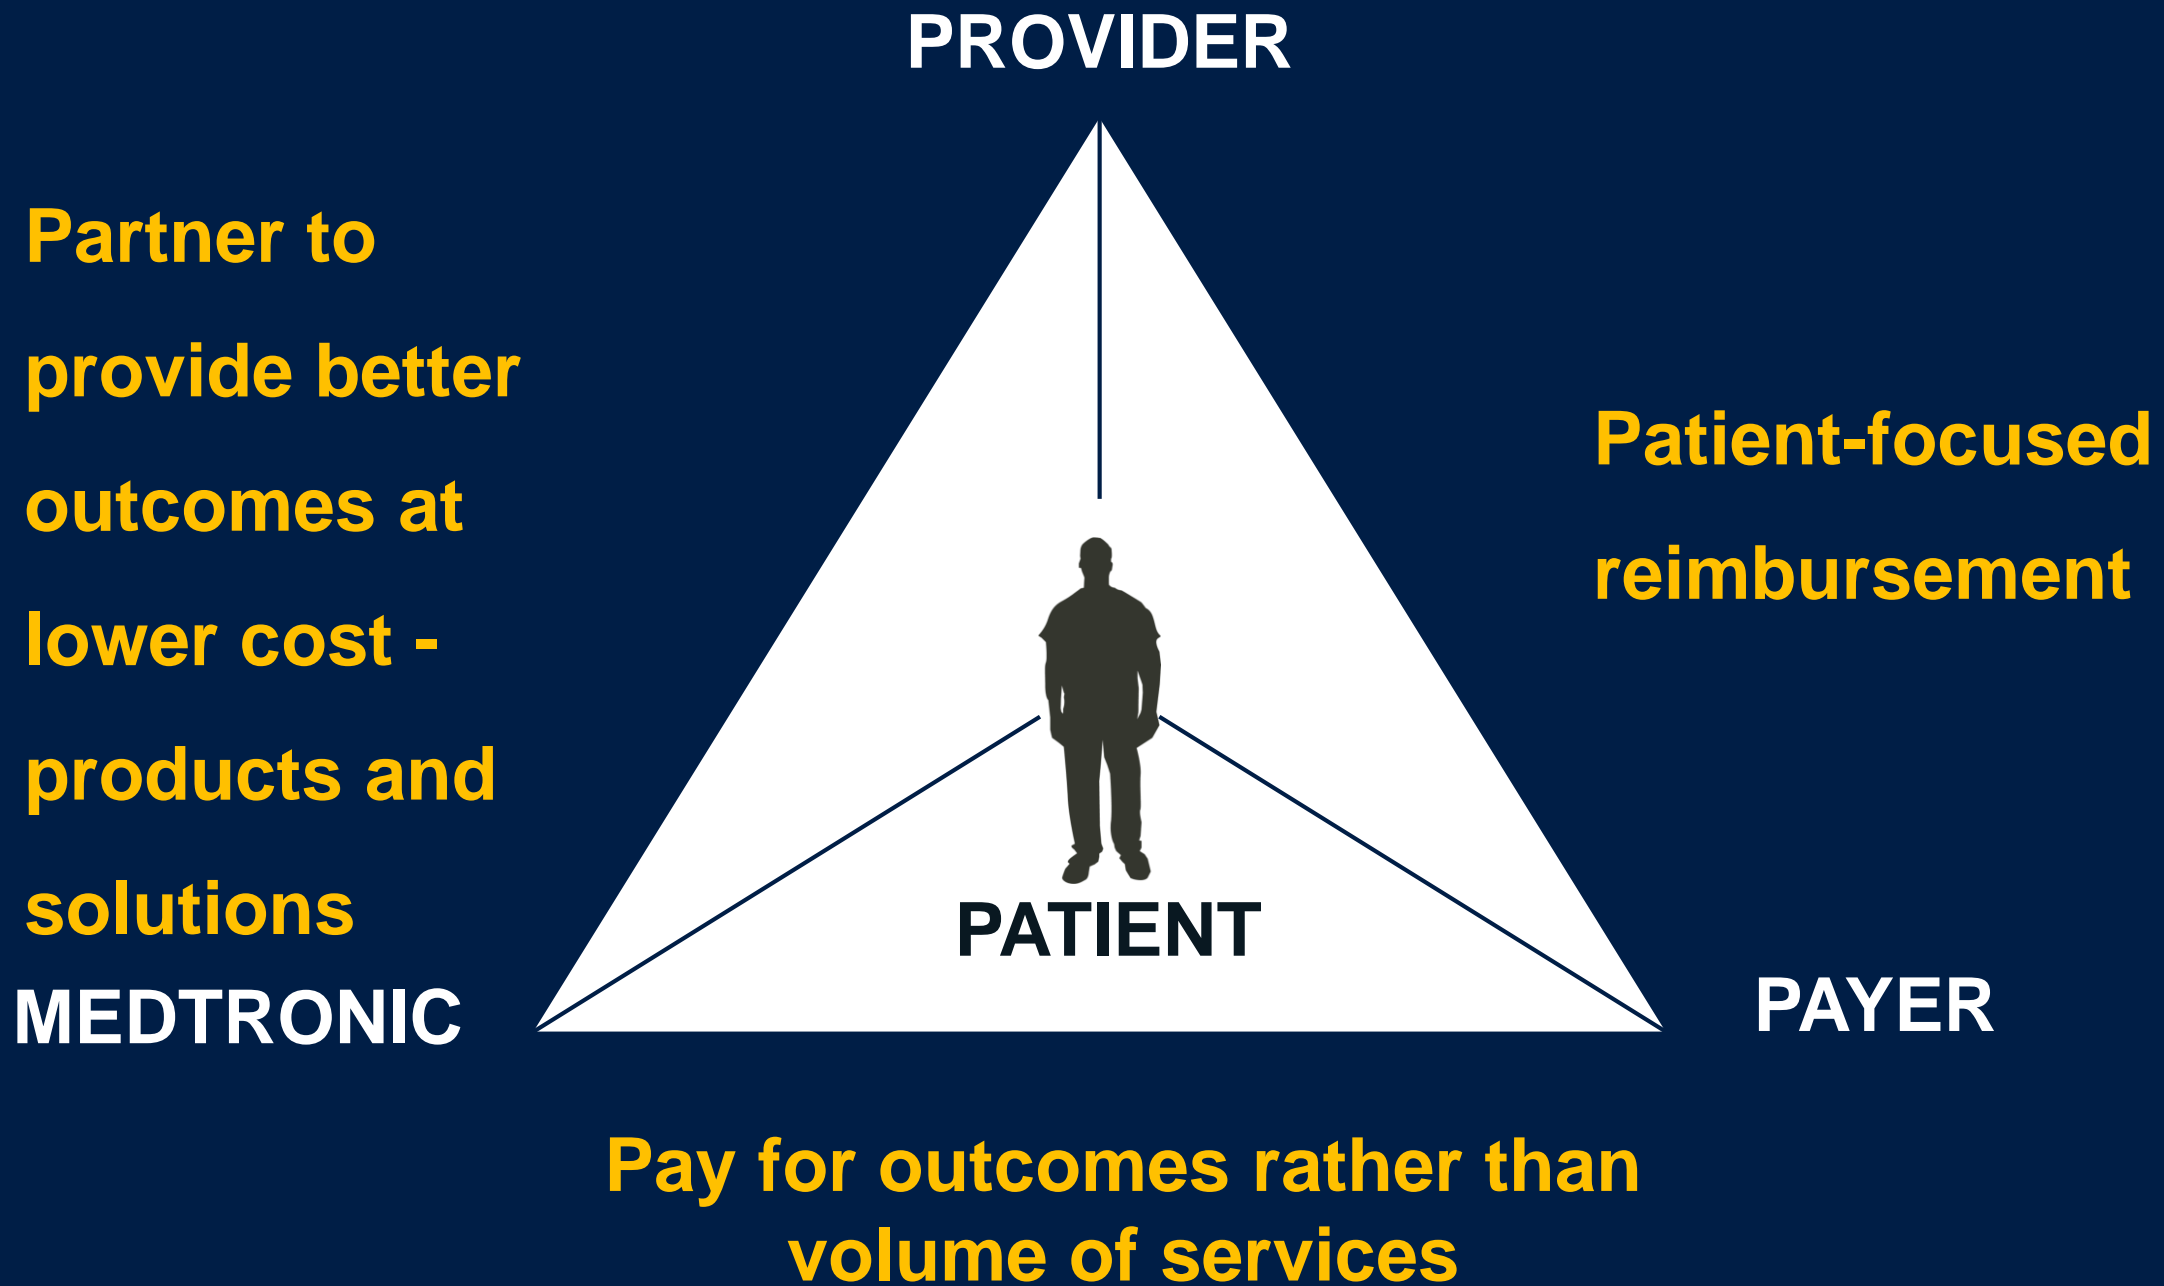 PROVIDER
Partner to
provide better
outcomes at
lower cost -
products and
solutions
Patient-focused
reimbursement
PATIENT
MEDTRONIC
PAYER
Pay for outcomes rather than
volume of services